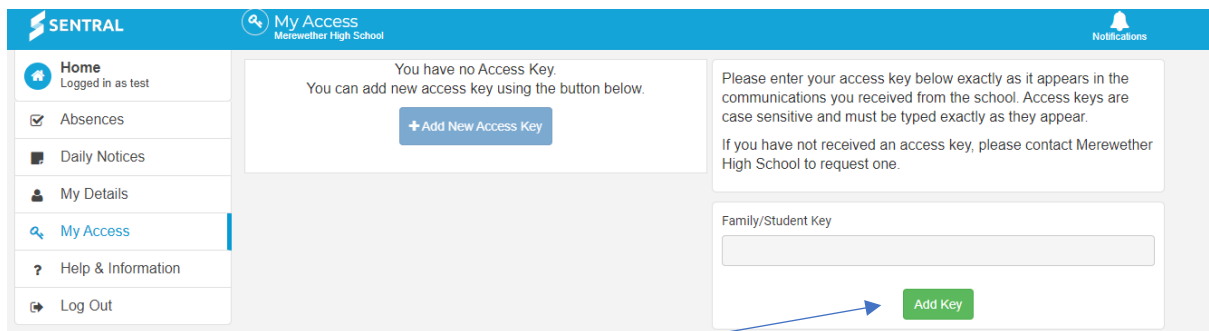 SENTRAL
My Access
Merewether High School
Notifications
Home
Logged in as test
Absences
Daily Notices
My Details
My Access
Help & Information
Log Out
You have no Access Key.
You can add new access key using the button below.
+ Add New Access Key
Please enter your access key below exactly as it appears in the
communications you received from the school. Access keys are
case sensitive and must be typed exactly as they appear.
If you have not received an access key, please contact Merewether
High School to request one.
Family/Student Key
Add Key